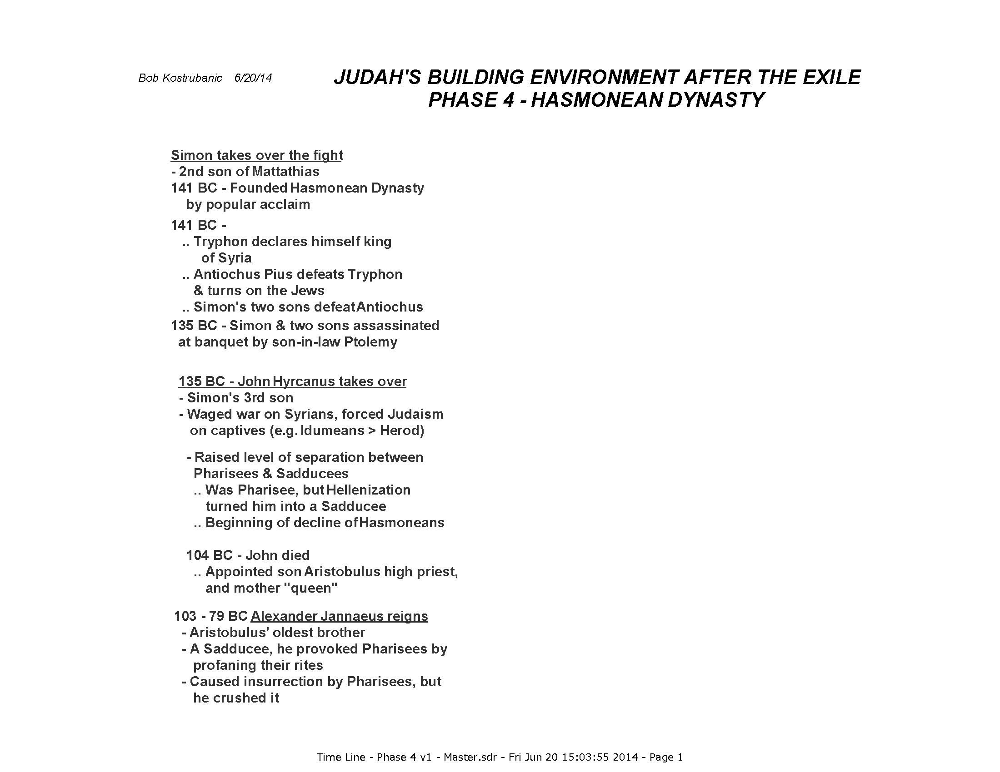 Bob Kostrubanic 6/20/14
JUDAH'S BUILDING ENVIRONMENT AFTER THE EXILE
PHASE 4 - HASMONEAN DYNASTY
Simon takes over the fight
- 2nd son of Mattathias
141 BC - Founded Hasmonean Dynasty
by popular acclaim
141 BC -
.. Tryphon declares himself king
of Syria
.. Antiochus Pius defeats Tryphon
& turns on the Jews
.. Simon's two sons defeat Antiochus
135 BC - Simon & two sons assassinated
at banquet by son-in-law Ptolemy
135 BC - John Hyrcanus takes over
- Simon's 3rd son
- Waged war on Syrians, forced Judaism
on captives (e.g. Idumeans > Herod)
- Raised level of separation between
Pharisees & Sadducees
.. Was Pharisee, but Hellenization
turned him into a Sadducee
.. Beginning of decline of Hasmoneans
104 BC - John died
.. Appointed son Aristobulus high priest,
and mother "queen"
103 - 79 BC Alexander Jannaeus reigns
- Aristobulus' oldest brother
- A Sadducee, he provoked Pharisees by
profaning their rites
- Caused insurrection by Pharisees, but
he crushed it
Time Line - Phase 4 v1 - Master.sdr - Fri Jun 20 15:03:55 2014 - Page 1